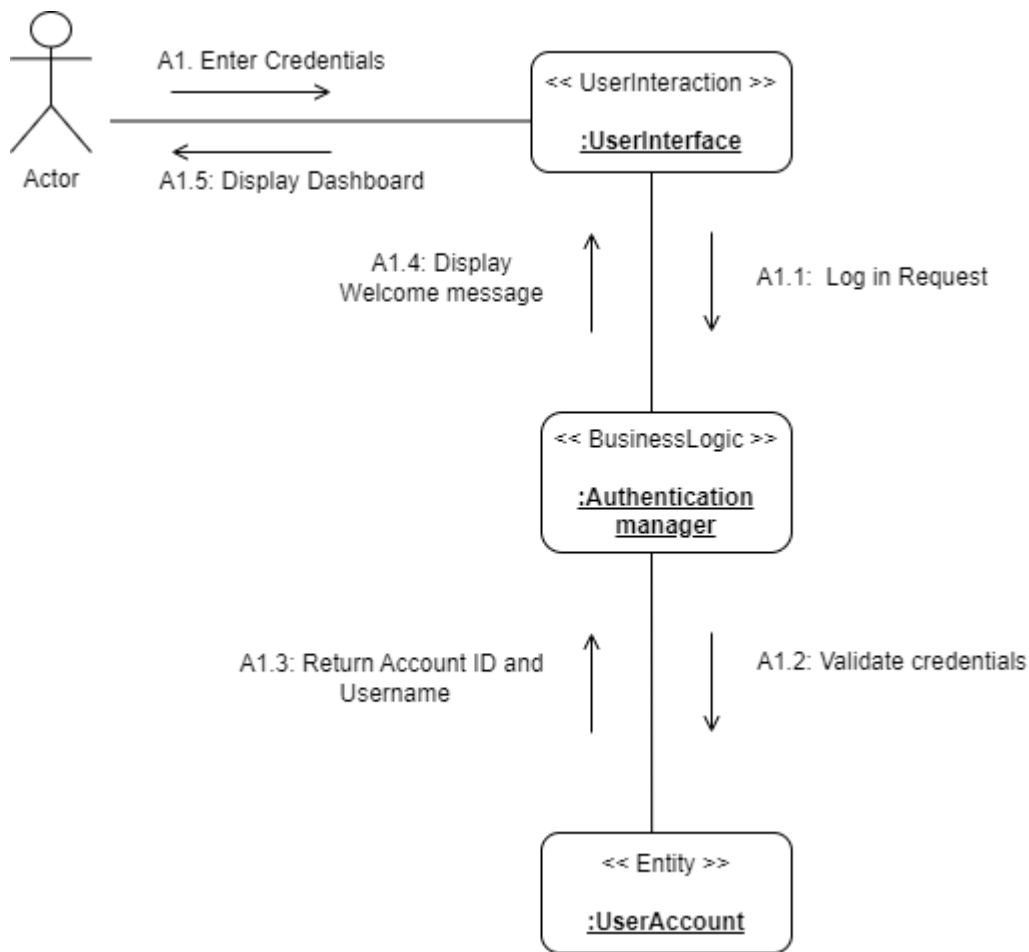 A1. Enter Credentials
<< UserInteraction >>
:UserInterface
Actor
A1.5: Display Dashboard
A1.4: Display
Welcome message
A1.1:  Log in Request
<< BusinessLogic >>
:Authentication
manager
A1.3: Return Account ID and
Username
A1.2: Validate credentials
<< Entity >>
:UserAccount